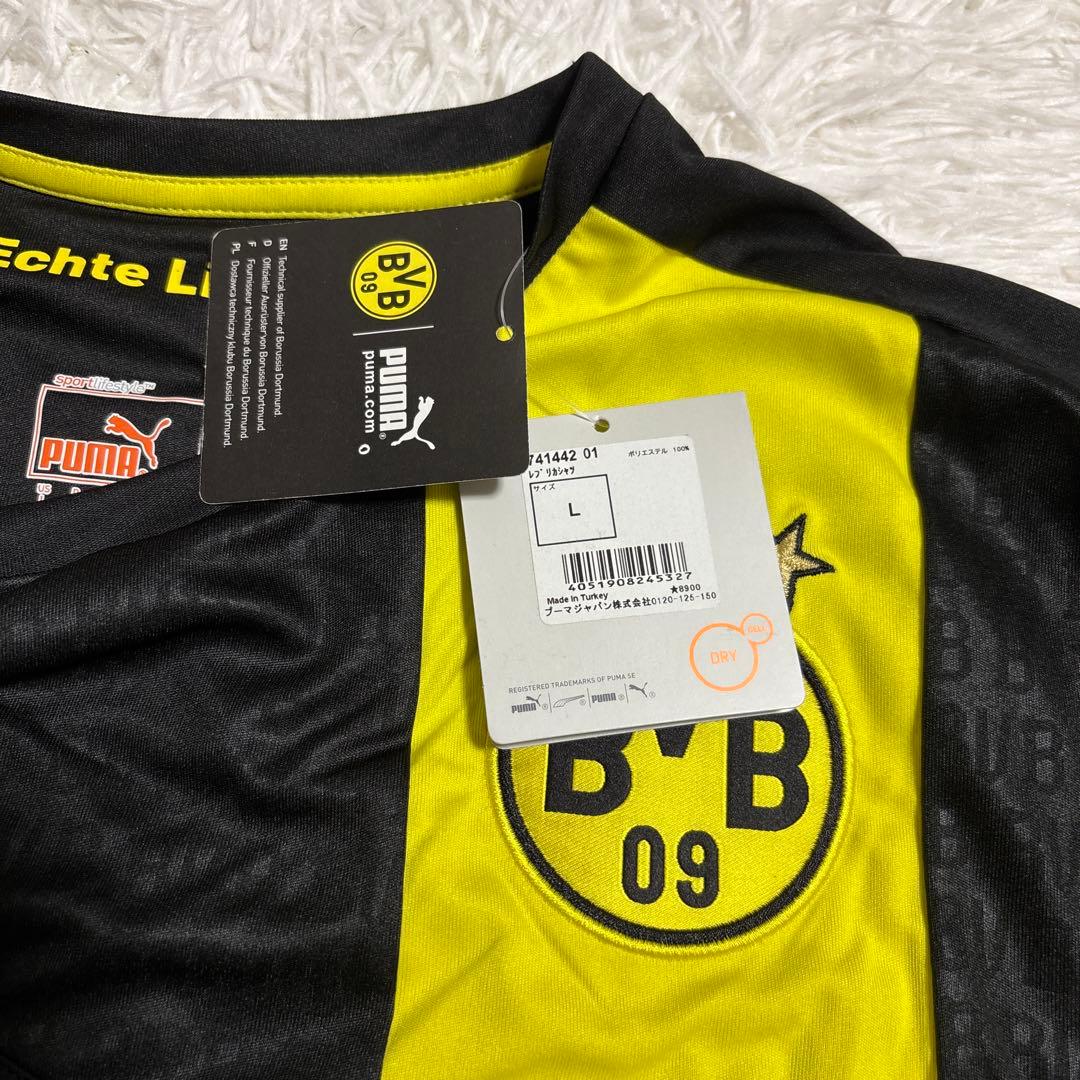 Echte Li
sportlifestyle™
PUMA®
US
BVB
09
PUMA®
puma.com
EN Technical supplier of Borussia Dortmund.
D Offizieller Ausrüster von Borussia Dortmund.
F Fournisseur technique du Borussia Dortmund.
PL Dostawca techniczny klubu Borussia Dortmund.
741442 01
ポリエステル 100%
レプリカシャツ
サイズ
L
4051908245327
Made in Turkey
★8900
プーマジャパン株式会社0120-125-150
CELL
DRY
REGISTERED TRADEMARKS OF PUMA SE
PUMA ® | ® | PUMA ® | ®
BVB
09